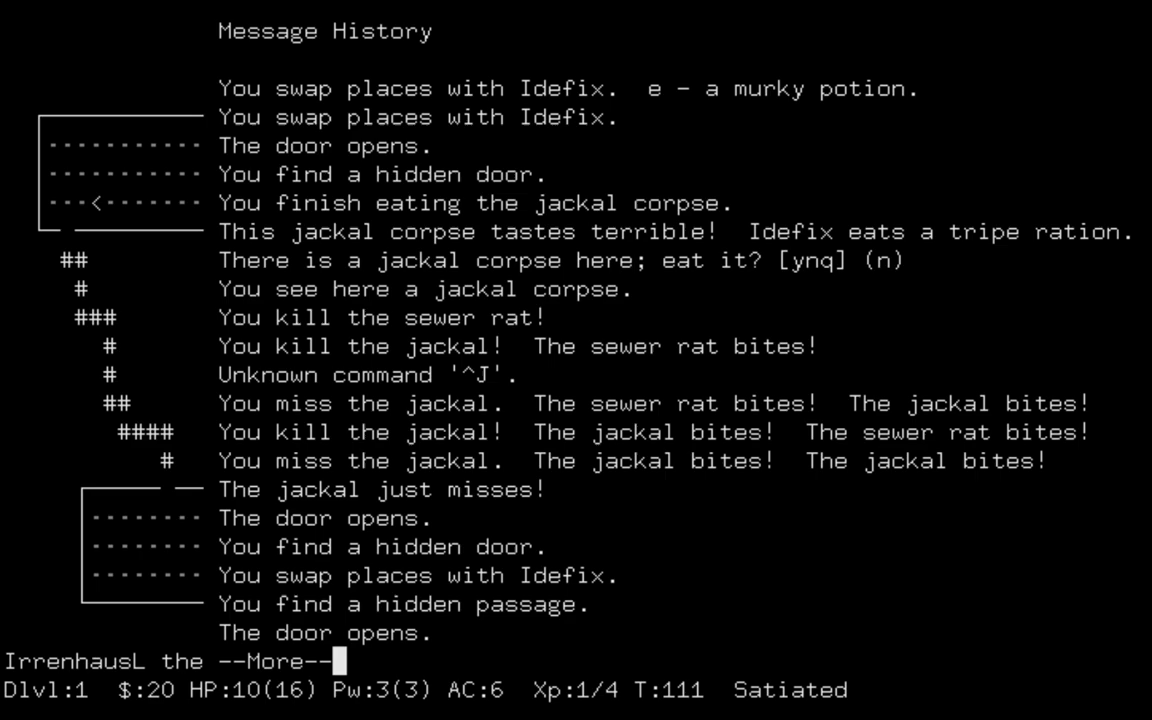 Message History
You swap places with Idefix.  e - a murky potion.
You swap places with Idefix.
----------- The door opens.
----------- You find a hidden door.
---<------- You finish eating the jackal corpse.
This jackal corpse tastes terrible!  Idefix eats a tripe ration.
## There is a jackal corpse here; eat it? [ynq] (n)
# You see here a jackal corpse.
### You kill the sewer rat!
# You kill the jackal!  The sewer rat bites!
# Unknown command '^J'.
## You miss the jackal.  The sewer rat bites!  The jackal bites!
#### You kill the jackal!  The jackal bites!  The sewer rat bites!
# You miss the jackal.  The jackal bites!  The jackal bites!
The jackal just misses!
-------- The door opens.
-------- You find a hidden door.
-------- You swap places with Idefix.
You find a hidden passage.
The door opens.
IrrenhausL the --More--
Dlvl:1  $:20 HP:10(16) Pw:3(3) AC:6  Xp:1/4 T:111  Satiated